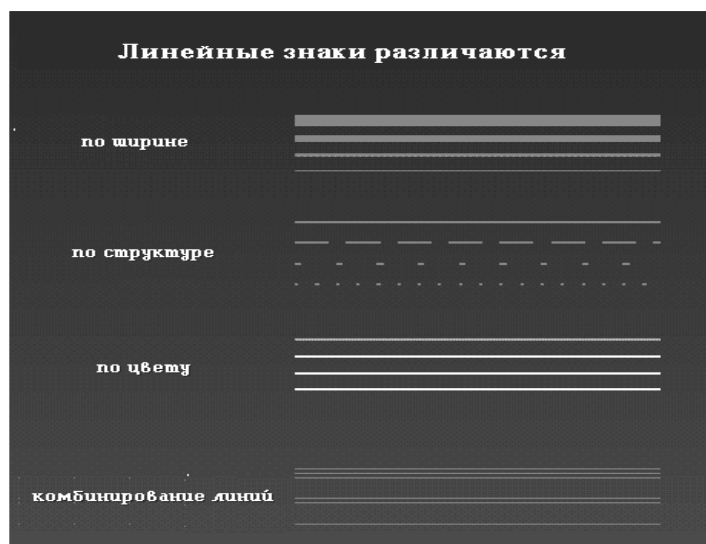 Линейные знаки различаются
по ширине
по структуре
по цвету
комбинирование линий